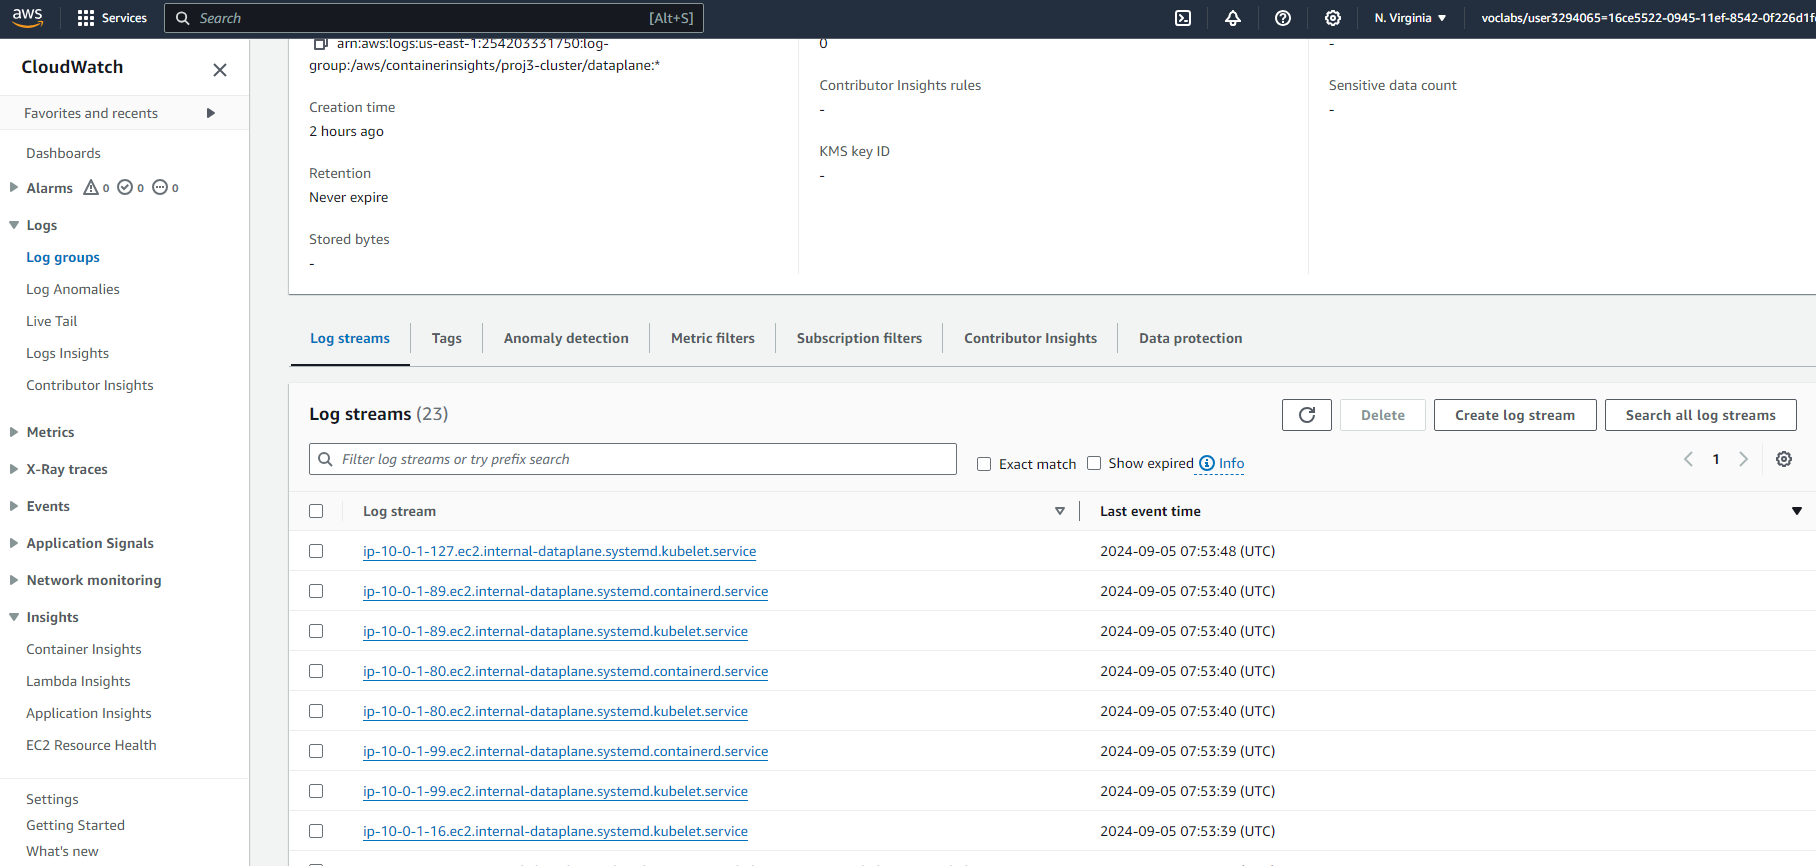 aws
Services
Search
[Alt+S]
N. Virginia
voclabs/user3294065=16ce5522-0945-11ef-8542-0f226d1f
CloudWatch
Favorites and recents
Dashboards
Alarms 0 0 0
Logs
Log groups
Log Anomalies
Live Tail
Logs Insights
Contributor Insights
Metrics
X-Ray traces
Events
Application Signals
Network monitoring
Insights
Container Insights
Lambda Insights
Application Insights
EC2 Resource Health
Settings
Getting Started
What's new
arn:aws:logs:us-east-1:254203331750:log-
group:/aws/containerinsights/proj3-cluster/dataplane:*
Creation time
2 hours ago
Retention
Never expire
Stored bytes
-
0
Contributor Insights rules
-
KMS key ID
-
-
Sensitive data count
-
Log streams
Tags
Anomaly detection
Metric filters
Subscription filters
Contributor Insights
Data protection
Log streams (23)
Delete
Create log stream
Search all log streams
Filter log streams or try prefix search
Exact match
Show expired
Info
1
Log stream
Last event time
ip-10-0-1-127.ec2.internal-dataplane.systemd.kubelet.service 2024-09-05 07:53:48 (UTC)
ip-10-0-1-89.ec2.internal-dataplane.systemd.containerd.service 2024-09-05 07:53:40 (UTC)
ip-10-0-1-89.ec2.internal-dataplane.systemd.kubelet.service 2024-09-05 07:53:40 (UTC)
ip-10-0-1-80.ec2.internal-dataplane.systemd.containerd.service 2024-09-05 07:53:40 (UTC)
ip-10-0-1-80.ec2.internal-dataplane.systemd.kubelet.service 2024-09-05 07:53:40 (UTC)
ip-10-0-1-99.ec2.internal-dataplane.systemd.containerd.service 2024-09-05 07:53:39 (UTC)
ip-10-0-1-99.ec2.internal-dataplane.systemd.kubelet.service 2024-09-05 07:53:39 (UTC)
ip-10-0-1-16.ec2.internal-dataplane.systemd.kubelet.service 2024-09-05 07:53:39 (UTC)